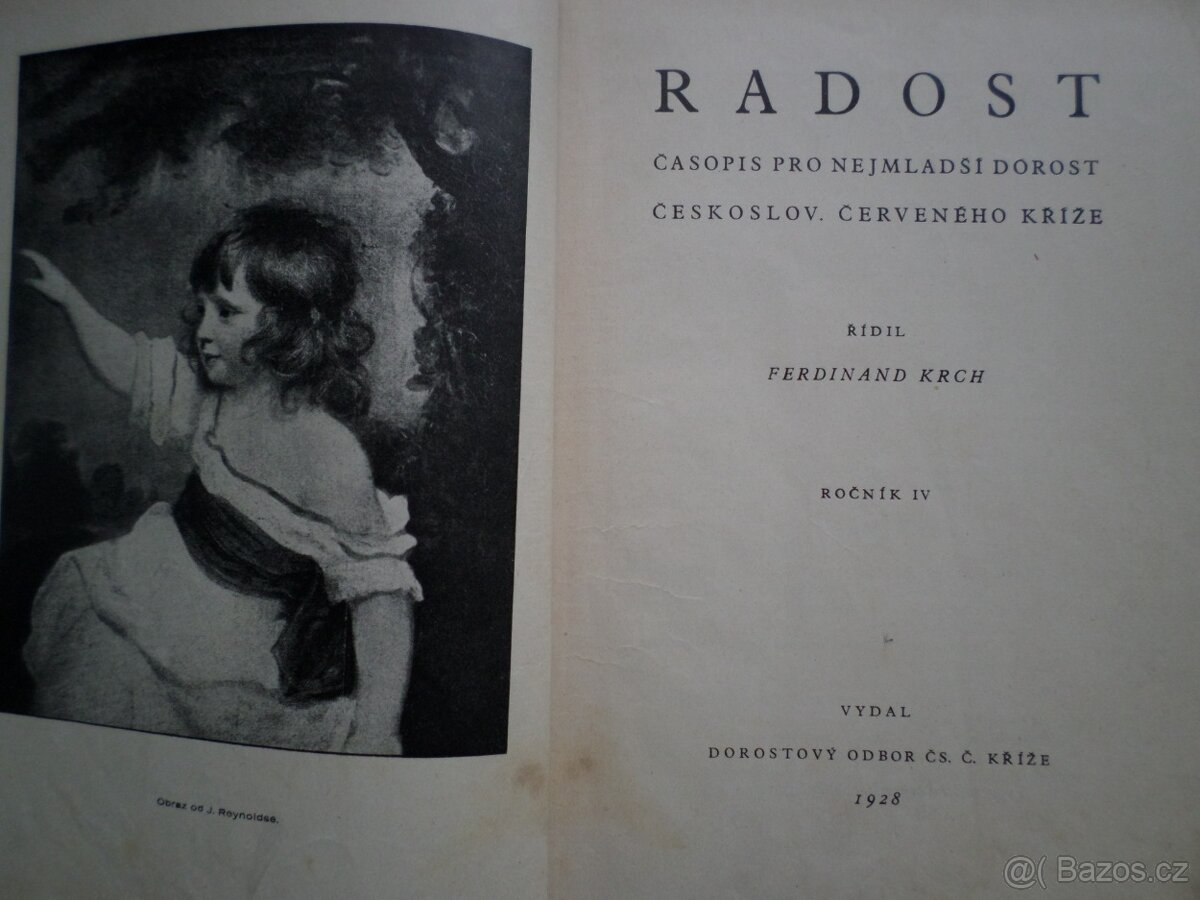 Obraz od J. Reynoldse.
RADOST
ČASOPIS PRO NEJMLADŠÍ DOROST
ČESKOSLOV. ČERVENÉHO KŘÍŽE
ŘÍDIL
FERDINAND KRCH
ROČNÍK IV
VYDAL
DOROSTOVÝ ODBOR ČS. Č. KŘÍŽE
1928
@( Bazos.cz